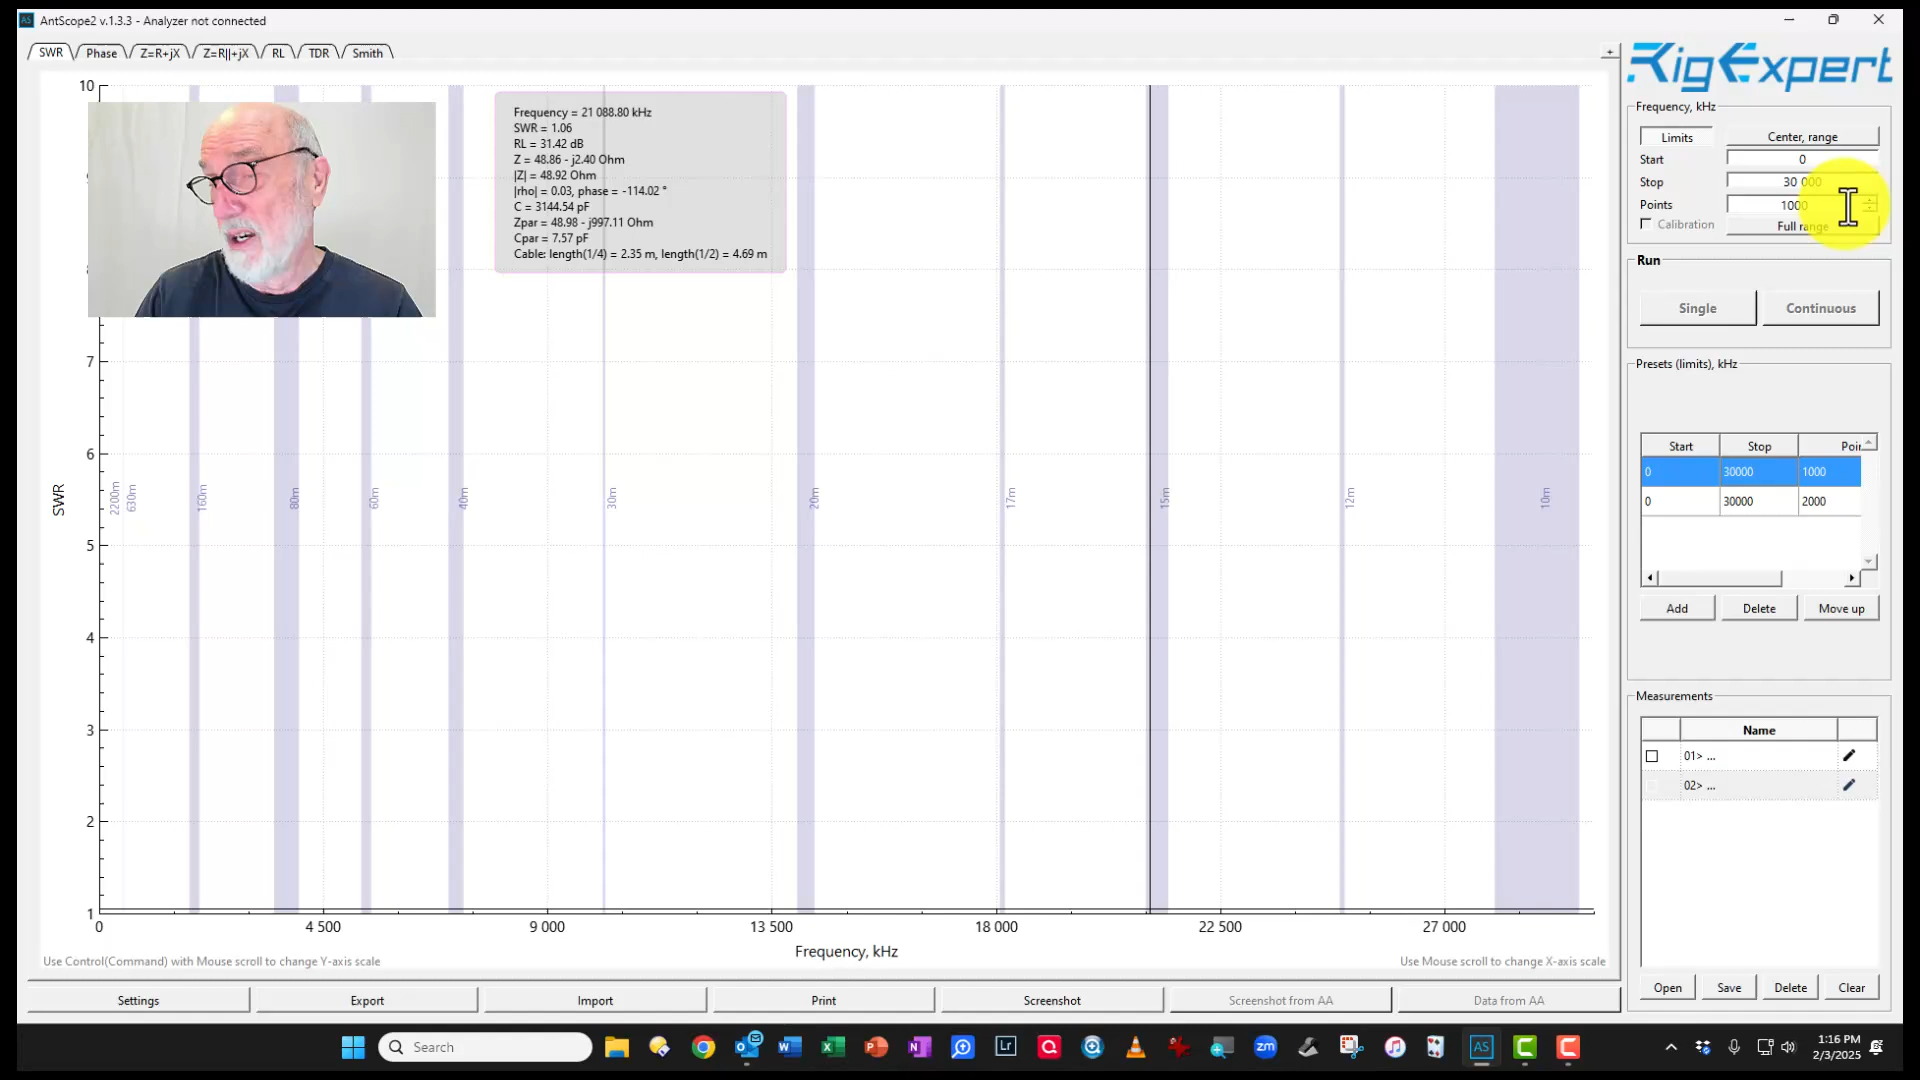 AntScope2 v.1.3.3 - Analyzer not connected
SWR
Phase
Z=R+jX
Z=R||+jX
RL
TDR
Smith
+
RigExpert
Frequency, kHz
Limits
Center, range
Start
0
Stop
30 000
Points
1000
Calibration
Full range
Run
Single
Continuous
Presets (limits), kHz
Start
Stop
Poir
0
30000
1000
0
30000
2000
Add
Delete
Move up
Measurements
Name
01> ...
02> ...
Open
Save
Delete
Clear
Frequency = 21 088.80 kHz
SWR = 1.06
RL = 31.42 dB
Z = 48.86 - j2.40 Ohm
|Z| = 48.92 Ohm
|rho| = 0.03, phase = -114.02 °
C = 3144.54 pF
Zpar = 48.98 - j997.11 Ohm
Cpar = 7.57 pF
Cable: length(1/4) = 2.35 m, length(1/2) = 4.69 m
10
7
6
5
4
3
2
1
SWR
2200m
630m
160m
80m
60m
40m
30m
20m
17m
15m
12m
10m
0
4 500
9 000
13 500
18 000
22 500
27 000
Frequency, kHz
Use Control(Command) with Mouse scroll to change Y-axis scale
Use Mouse scroll to change X-axis scale
Settings
Export
Import
Print
Screenshot
Screenshot from AA
Data from AA
Search
Lr
zm
AS
1:16 PM
2/3/2025